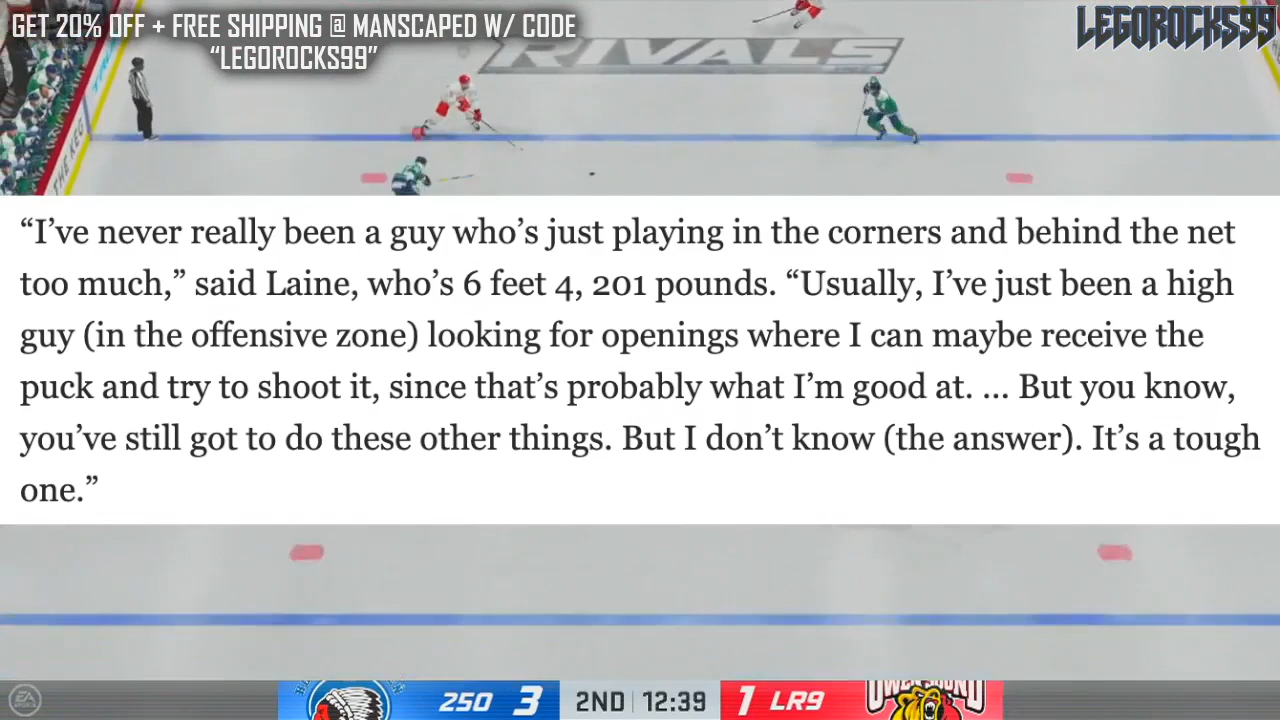 GET 20% OFF + FREE SHIPPING @ MANSCAPED W/ CODE
“LEGOROCKS99”
LEGOROCKS99
RIVALS
THE KEG
“I’ve never really been a guy who’s just playing in the corners and behind the net
too much,” said Laine, who’s 6 feet 4, 201 pounds. “Usually, I’ve just been a high
guy (in the offensive zone) looking for openings where I can maybe receive the
puck and try to shoot it, since that’s probably what I’m good at. ... But you know,
you’ve still got to do these other things. But I don’t know (the answer). It’s a tough
one.”
EA
250 3 2ND 12:39 1 LR9